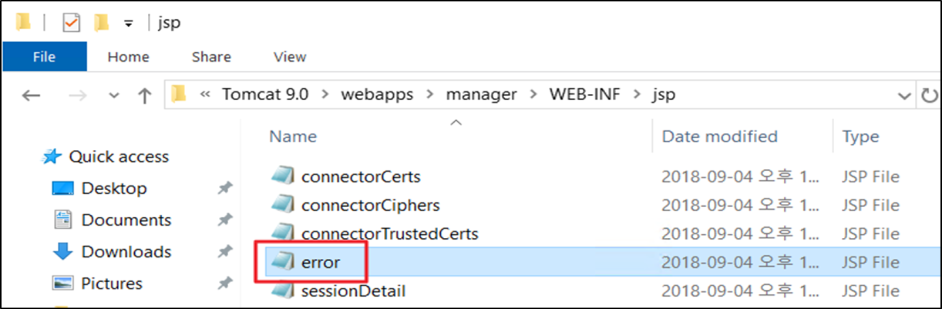 jsp
File Home Share View
« Tomcat 9.0 > webapps > manager > WEB-INF > jsp
Name Date modified Type
Quick access
Desktop
Documents
Downloads
Pictures
connectorCerts 2018-09-04 오후 1... JSP File
connectorCiphers 2018-09-04 오후 1... JSP File
connectorTrustedCerts 2018-09-04 오후 1... JSP File
error 2018-09-04 오후 1... JSP File
sessionDetail 2018-09-04 오후 1... JSP File